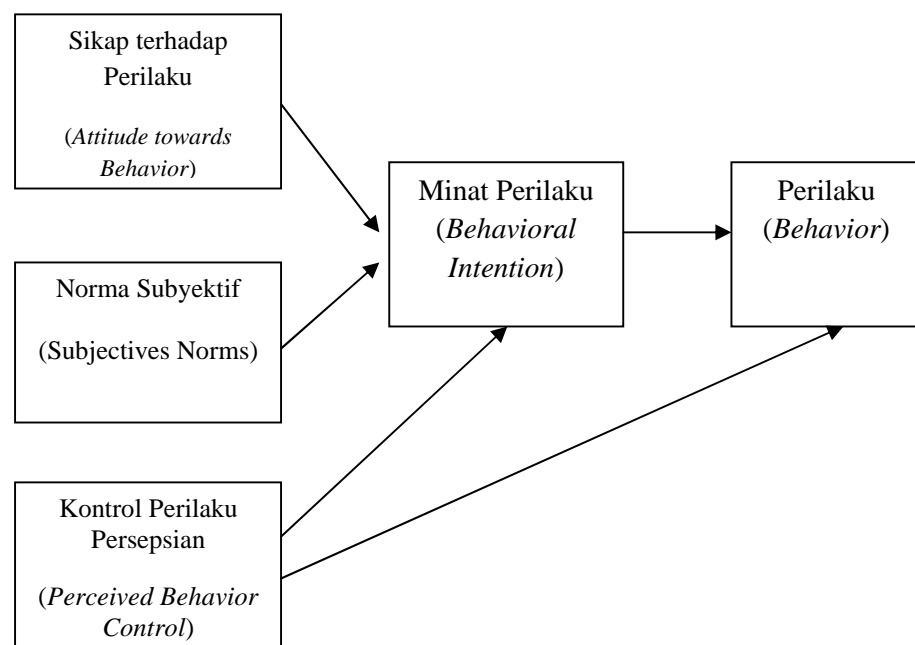 Sikap terhadap
Perilaku
(Attitude towards
Behavior)
Minat Perilaku
(Behavioral
Intention)
Perilaku
(Behavior)
Norma Subyektif
(Subjectives Norms)
Kontrol Perilaku
Persepsian
(Perceived Behavior
Control)